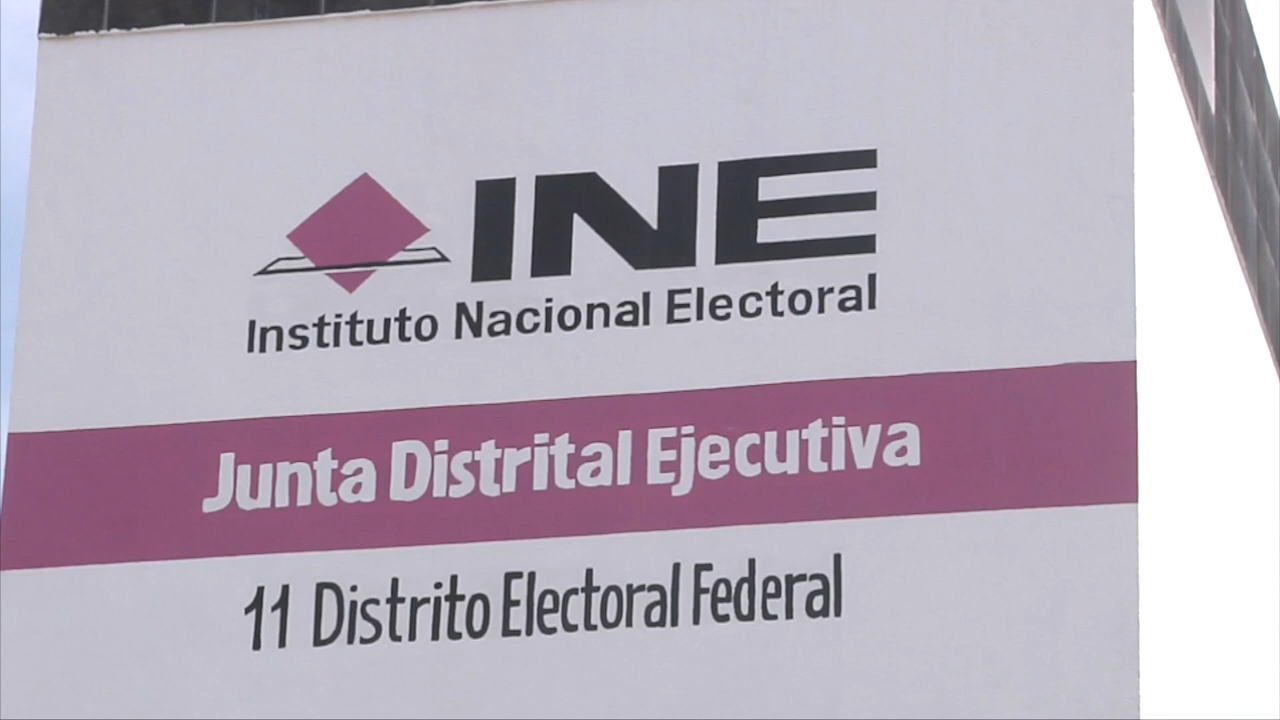 INE
Instituto Nacional Electoral
Junta Distrital Ejecutiva
11 Distrito Electoral Federal